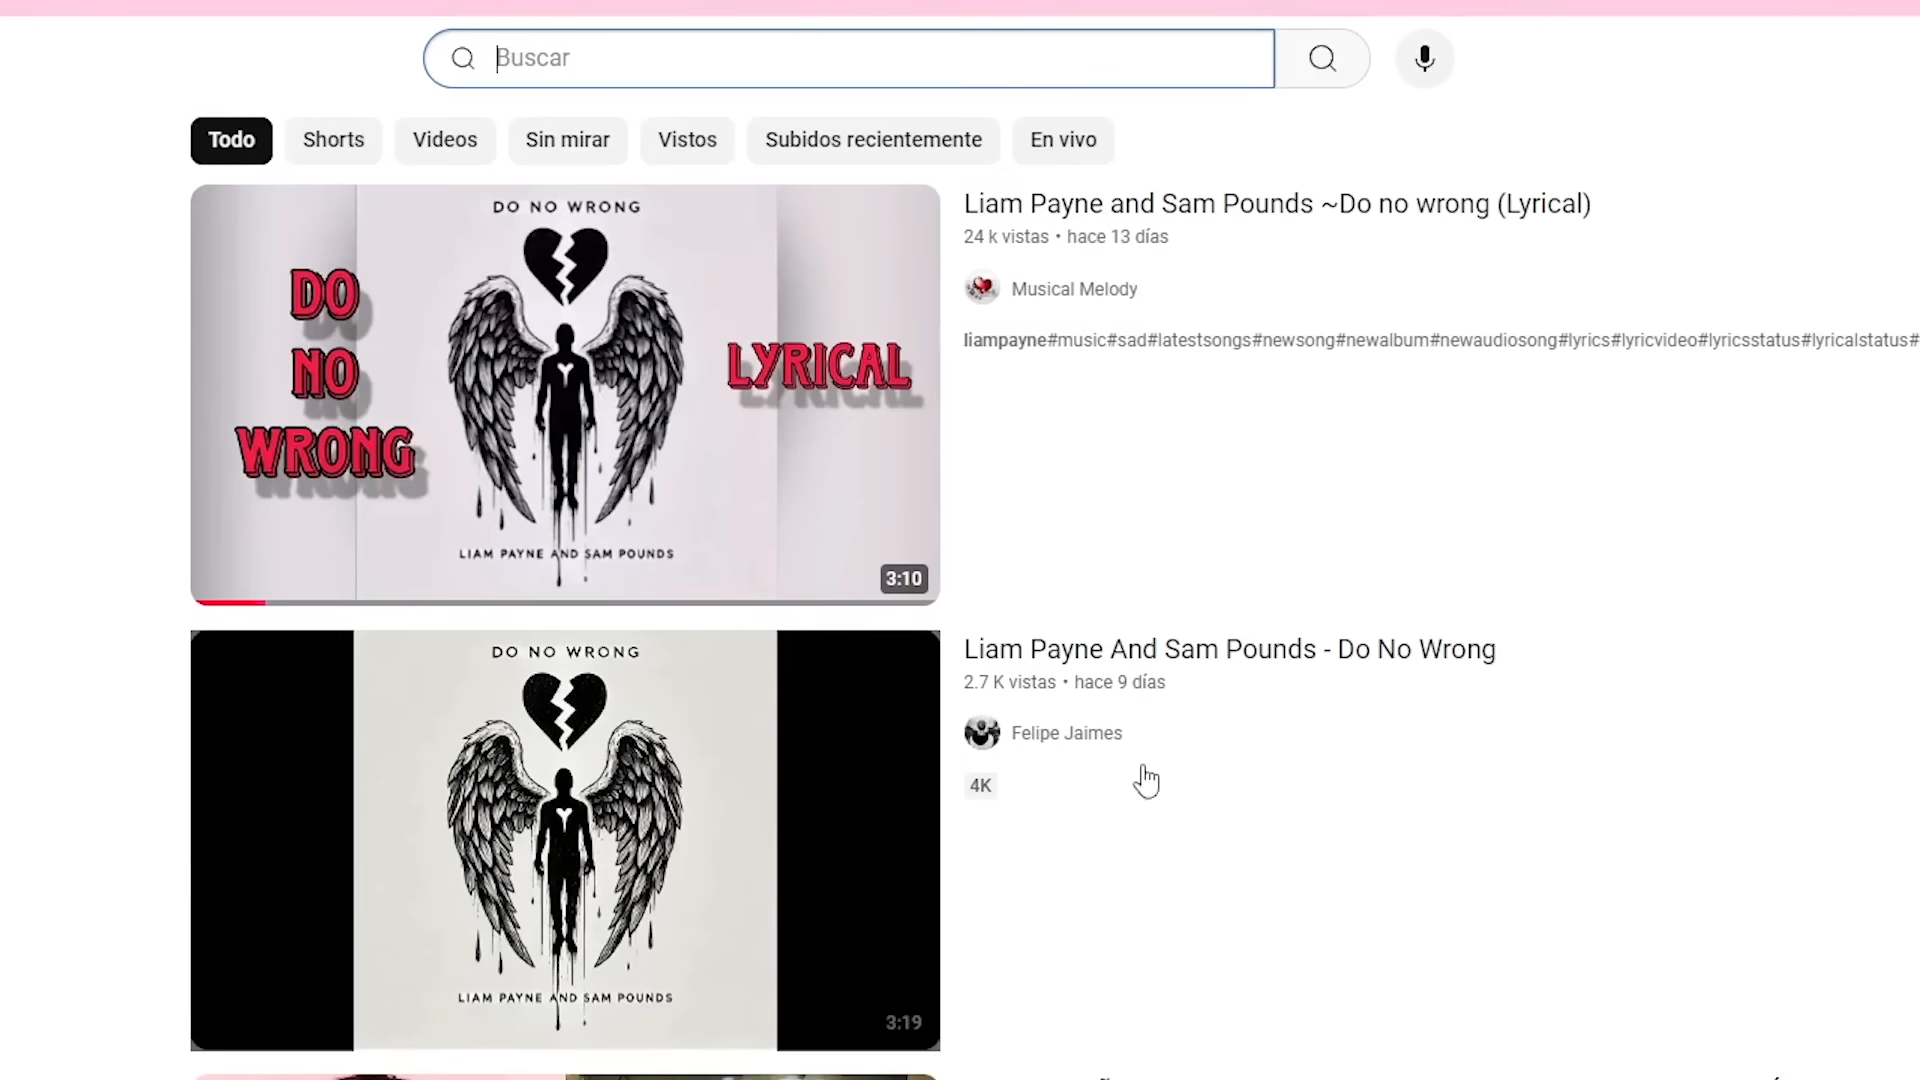 Buscar
Todo
Shorts
Videos
Sin mirar
Vistos
Subidos recientemente
En vivo
DO NO WRONG
DO
NO
WRONG
LYRICAL
LIAM PAYNE AND SAM POUNDS
3:10
Liam Payne and Sam Pounds ~Do no wrong (Lyrical)
24 k vistas • hace 13 días
Musical Melody
liampayne#music#sad#latestsongs#newsong#newalbum#newaudiosong#lyrics#lyricvideo#lyricsstatus#lyricalstatus#
DO NO WRONG
LIAM PAYNE AND SAM POUNDS
3:19
Liam Payne And Sam Pounds - Do No Wrong
2.7 K vistas • hace 9 días
Felipe Jaimes
4K